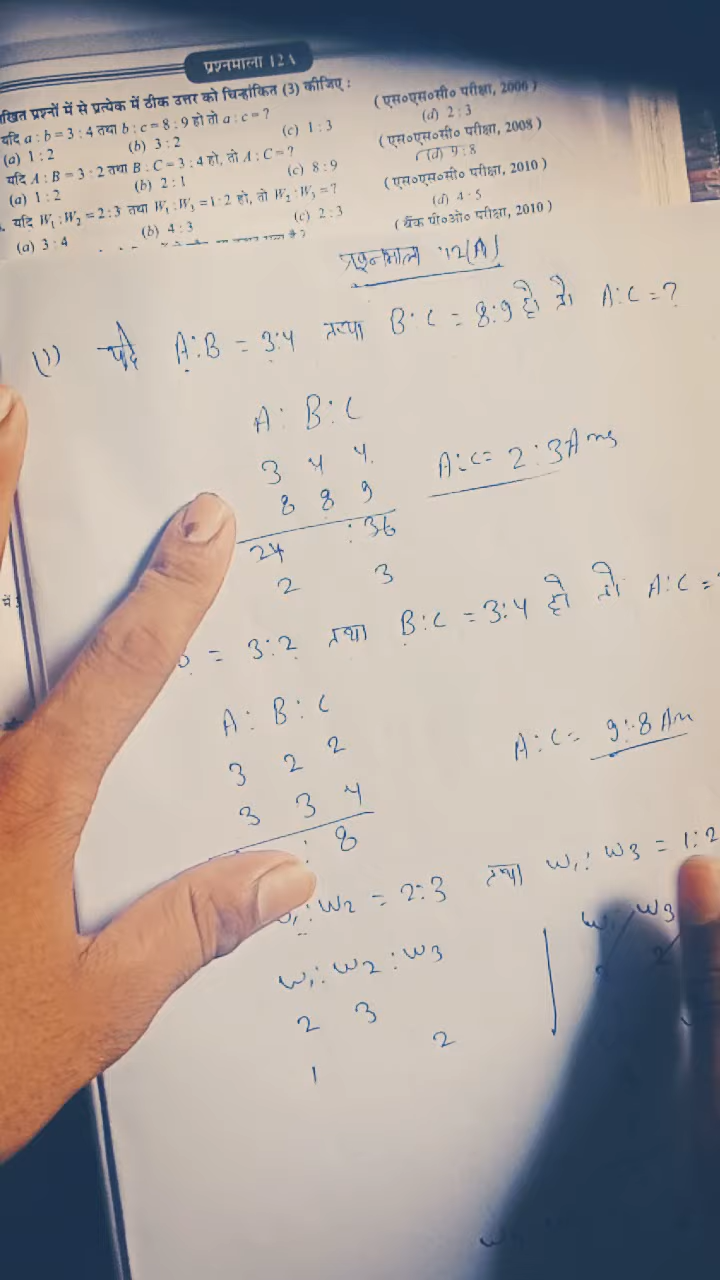 प्रश्नमाला 12A
खित प्रश्नों में से प्रत्येक में ठीक उत्तर को चिन्हांकित (3) कीजिए :
यदि a : b = 3 : 4 तथा b : c = 8 : 9 हो तो a : c = ?
(एस०एस०सी० परीक्षा, 2006)
(a) 1 : 2 (b) 3 : 2 (c) 1 : 3 (d) 2 : 3
यदि A : B = 3 : 2 तथा B : C = 3 : 4 हो, तो A : C = ?
(एस०एस०सी० परीक्षा, 2008)
(a) 1 : 2 (b) 2 : 1 (c) 8 : 9 (d) 9 : 8
यदि W₁ : W₂ = 2 : 3 तथा W₁ : W₃ = 1 : 2 हो, तो W₂ : W₃ = ?
(एस०एस०सी० परीक्षा, 2010)
(a) 3 : 4 (b) 4 : 3 (c) 2 : 3 (d) 4 : 5
(बैंक पी०ओ० परीक्षा, 2010)
प्रश्नमाला 12(A)
(1) यदि A:B = 3:4 तथा B:C = 8:9 हो तो A:C = ?
A : B : C
3 4 4
8 8 9
24 : 36
2 3
A:C = 2:3 Ans
= 3:2 तथा B:C = 3:4 हो तो A:C =
A : B : C
3 2 2
3 3 4
: 8
A:C = 9:8 An
: W2 = 2:3 तथा W1 : W3 = 1:2
W1 : W2 : W3
2 3
1 2
W3
2